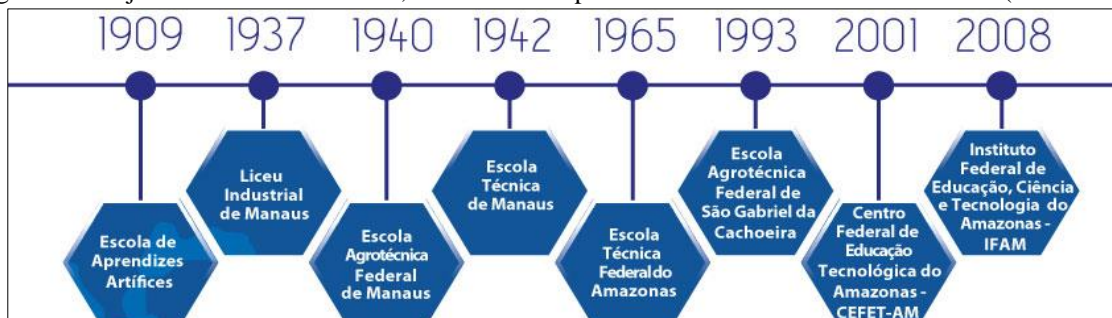 1909 1937 1940 1942 1965 1993 2001 2008
Escola de
Aprendizes
Artífices
Liceu
Industrial
de Manaus
Escola
Agrotécnica
Federal
de Manaus
Escola
Técnica
de Manaus
Escola
Técnica
Federal do
Amazonas
Escola
Agrotécnica
Federal de
São Gabriel da
Cachoeira
Centro
Federal de
Educação
Tecnológica do
Amazonas -
CEFET-AM
Instituto
Federal de
Educação, Ciência
e Tecnologia do
Amazonas -
IFAM